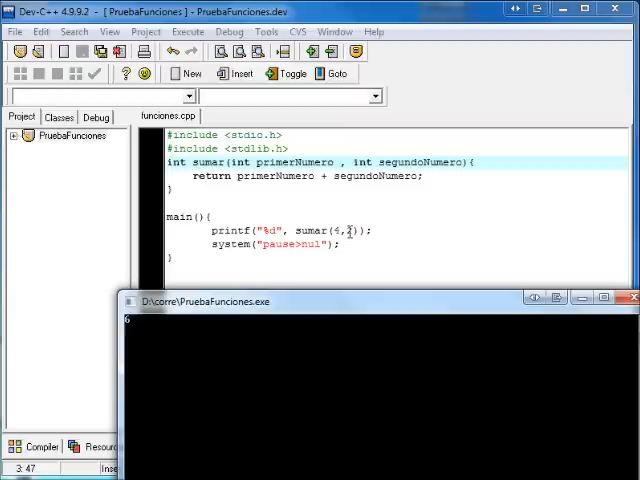 Dev-C++ 4.9.9.2 - [ PruebaFunciones ] - PruebaFunciones.dev
File Edit Search View Project Execute Debug Tools CVS Window Help
New Insert Toggle Goto
Project Classes Debug funciones.cpp
PruebaFunciones
#include <stdio.h>
#include <stdlib.h>
int sumar(int primerNumero , int segundoNumero){
return primerNumero + segundoNumero;
}
main(){
printf("%d", sumar(4, ));
system("pause>nul");
}
D:\corre\PruebaFunciones.exe
6
Compiler
3: 47